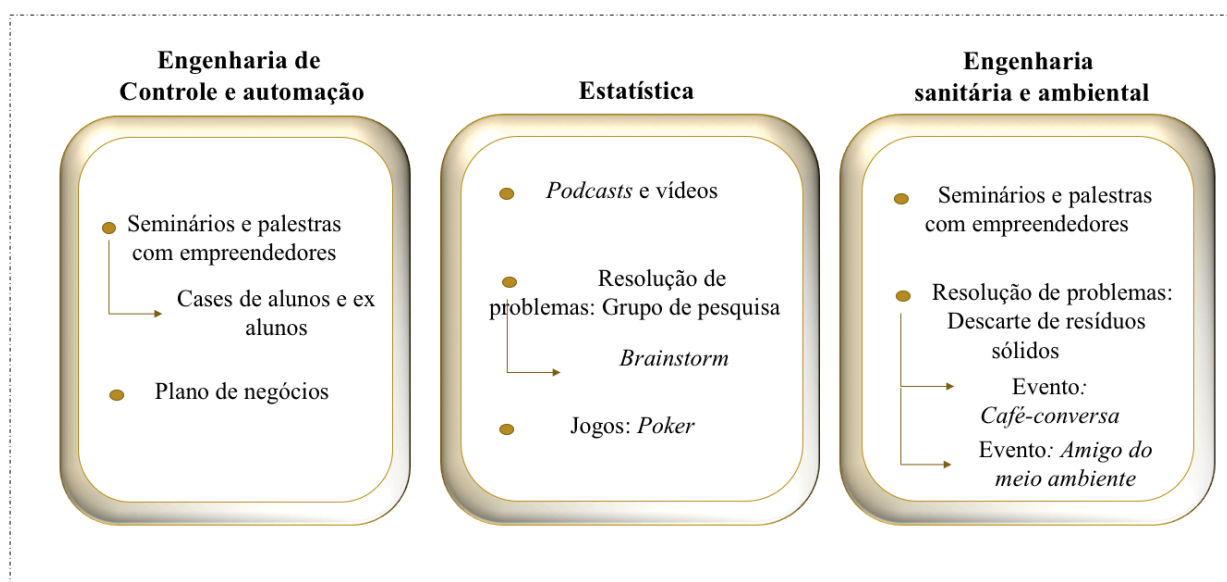 Engenharia de
Controle e automação
Seminários e palestras
com empreendedores
Cases de alunos e ex
alunos
Plano de negócios
Estatística
Podcasts e vídeos
Resolução de
problemas: Grupo de pesquisa
Brainstorm
Jogos: Poker
Engenharia
sanitária e ambiental
Seminários e palestras
com empreendedores
Resolução de problemas:
Descarte de resíduos
sólidos
Evento:
Café-conversa
Evento: Amigo do
meio ambiente